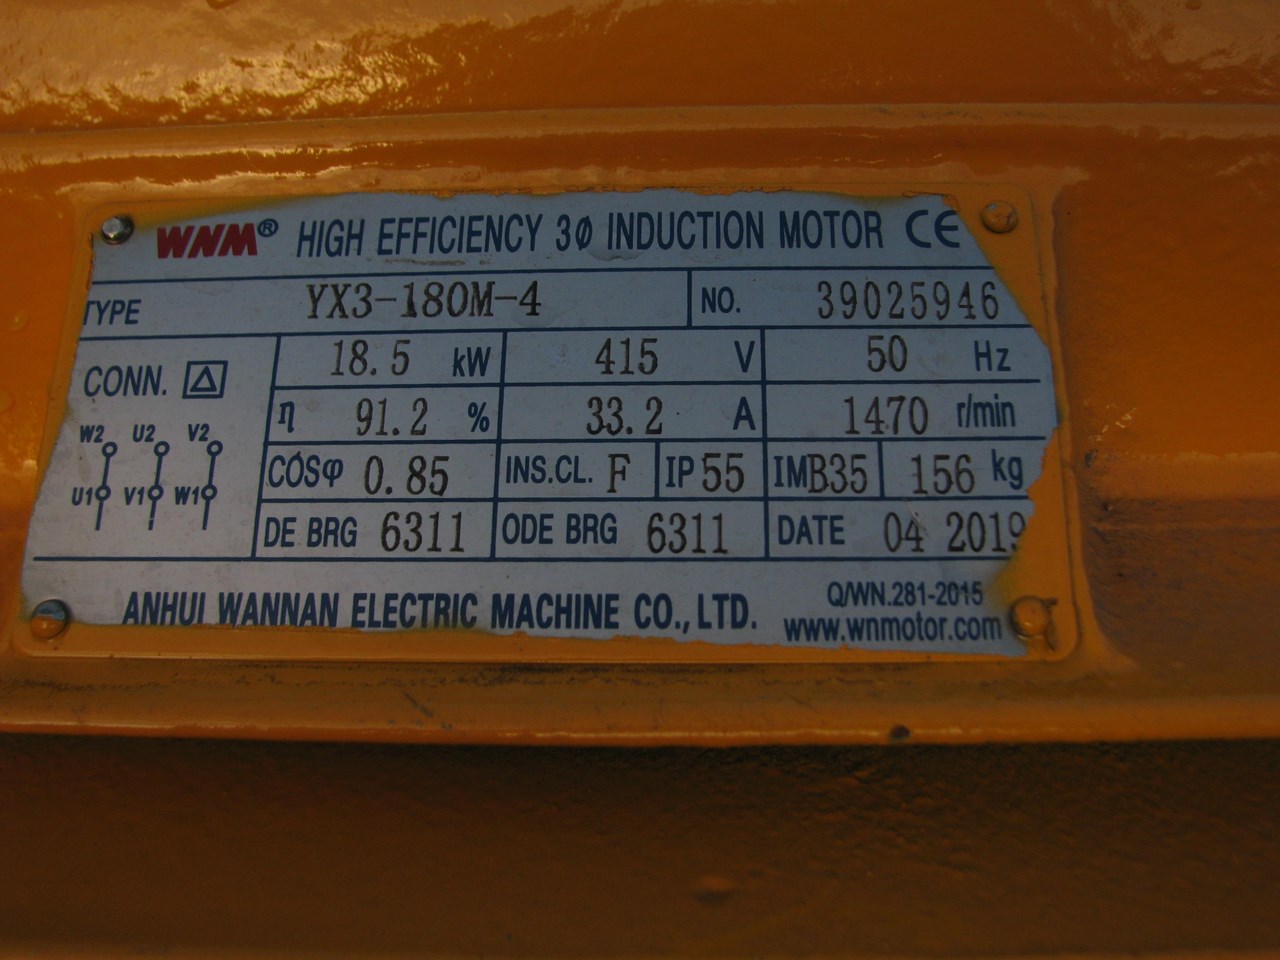 WNM® HIGH EFFICIENCY 3Ø INDUCTION MOTOR CE
TYPE YX3-180M-4 NO. 39025946
CONN. △ 18.5 kW 415 V 50 Hz
η 91.2 % 33.2 A 1470 r/min
W2 U2 V2
COSφ 0.85 INS.CL. F IP 55 IMB35 156 kg
U1 V1 W1
DE BRG 6311 ODE BRG 6311 DATE 04 2019
ANHUI WANNAN ELECTRIC MACHINE CO.,LTD. Q/WN.281-2015
www.wnmotor.com